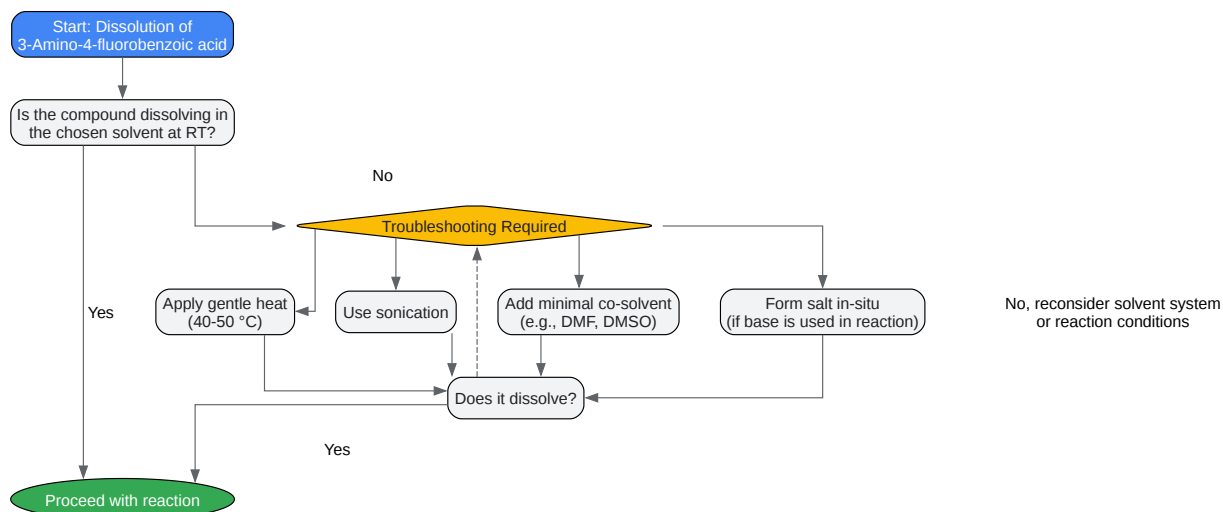 Start: Dissolution of
3-Amino-4-fluorobenzoic acid
Is the compound dissolving in
the chosen solvent at RT?
No
Troubleshooting Required
Yes
Apply gentle heat
(40-50 °C)
Use sonication
Add minimal co-solvent
(e.g., DMF, DMSO)
Form salt in-situ
(if base is used in reaction)
No, reconsider solvent system
or reaction conditions
Does it dissolve?
Yes
Proceed with reaction